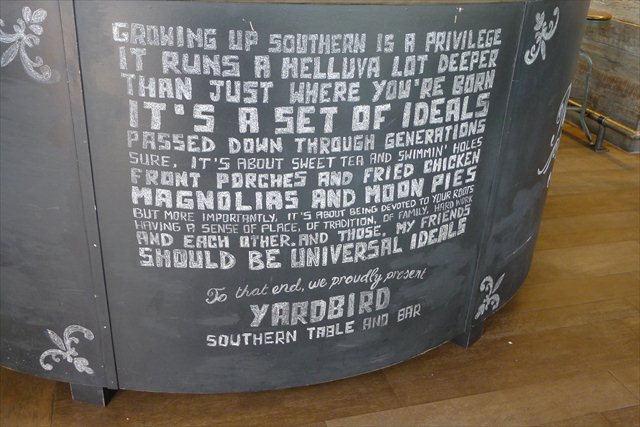 GROWING UP SOUTHERN IS A PRIVILEGE
IT RUNS A HELLUVA LOT DEEPER
THAN JUST WHERE YOU'RE BORN
IT'S A SET OF IDEALS
PASSED DOWN THROUGH GENERATIONS
SURE, IT'S ABOUT SWEET TEA AND SWIMMIN' HOLES
FRONT PORCHES AND FRIED CHICKEN
MAGNOLIAS AND MOON PIES
BUT MORE IMPORTANTLY, IT'S ABOUT BEING DEVOTED TO YOUR ROOTS
HAVING A SENSE OF PLACE, OF TRADITION, OF FAMILY, HARD WORK
AND EACH OTHER. AND THOSE, MY FRIENDS
SHOULD BE UNIVERSAL IDEALS
To that end, we proudly present
YARDBIRD
SOUTHERN TABLE AND BAR